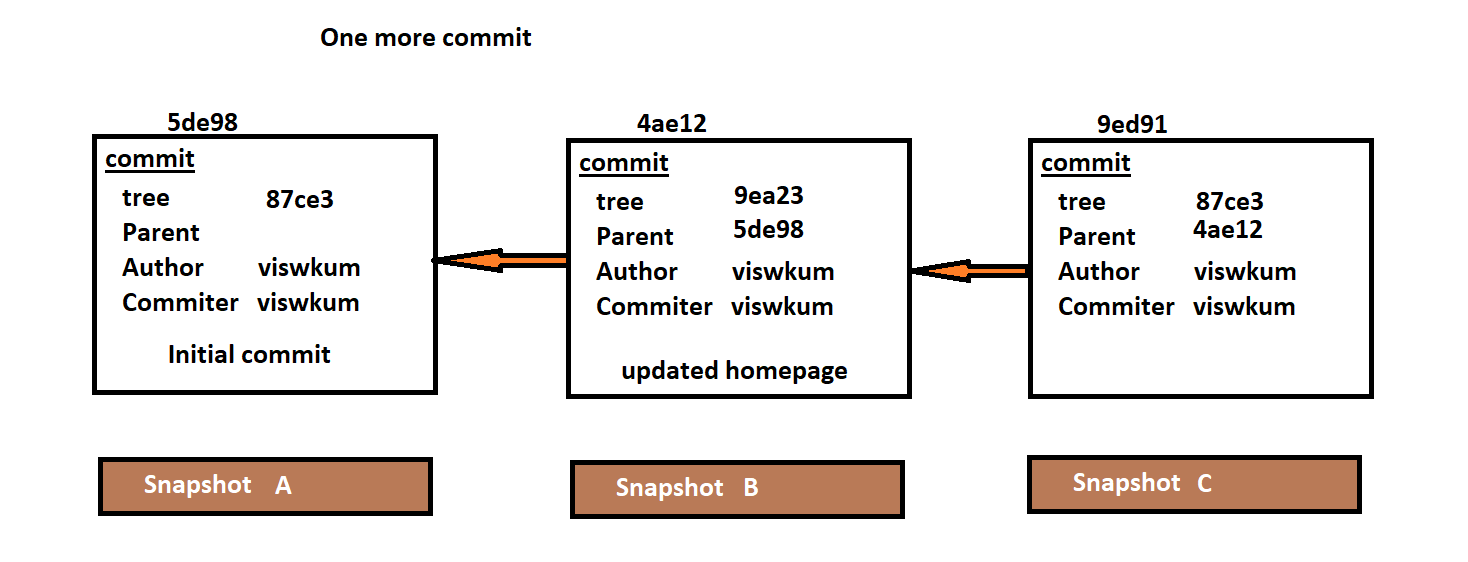 One more commit
5de98
commit
tree 87ce3
Parent
Author viswkum
Commiter viswkum
Initial commit
Snapshot A
4ae12
commit
tree 9ea23
Parent 5de98
Author viswkum
Commiter viswkum
updated homepage
Snapshot B
9ed91
commit
tree 87ce3
Parent 4ae12
Author viswkum
Commiter viswkum
Snapshot C